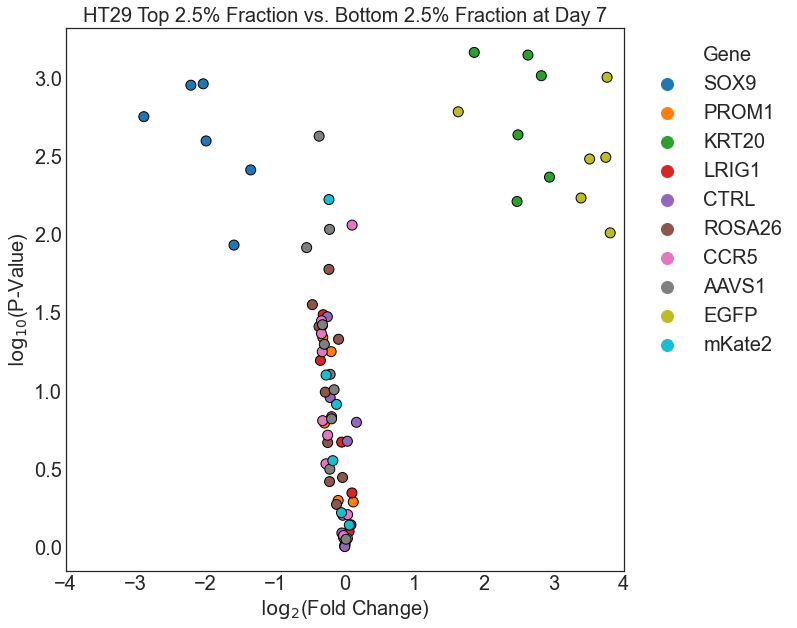 HT29 Top 2.5% Fraction vs. Bottom 2.5% Fraction at Day 7
log₁₀(P-Value)
3.0
2.5
2.0
1.5
1.0
0.5
0.0
−4 −3 −2 −1 0 1 2 3 4
log₂(Fold Change)
Gene
SOX9
PROM1
KRT20
LRIG1
CTRL
ROSA26
CCR5
AAVS1
EGFP
mKate2